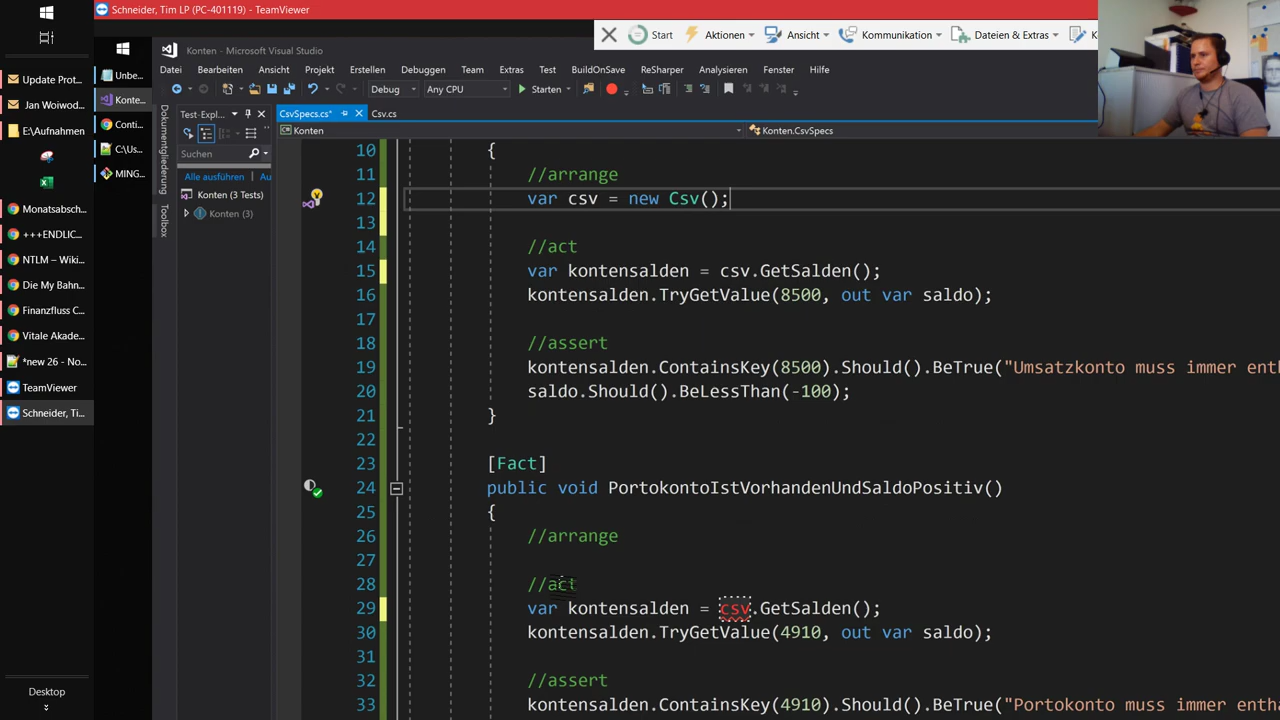 Schneider, Tim LP (PC-401119) - TeamViewer
Start
Aktionen
Ansicht
Kommunikation
Dateien & Extras
Update Prot...
Jan Woiwod...
E:\Aufnahmen
Monatsabsch...
+++ENDLIC...
NTLM – Wiki...
Die My Bahn...
Finanzfluss C...
Vitale Akade...
*new 26 - No...
TeamViewer
Schneider, Ti...
Desktop
Unbe...
Konte...
Conti...
C:\Us...
MING...
Konten - Microsoft Visual Studio
Datei Bearbeiten Ansicht Projekt Erstellen Debuggen Team Extras Test BuildOnSave ReSharper Analysieren Fenster Hilfe
Debug Any CPU Starten
Dokumentgliederung
Toolbox
Test-Expl...
Suchen
Alle ausführen Au
Konten (3 Tests)
Konten (3)
CsvSpecs.cs* Csv.cs
Konten Konten.CsvSpecs
10 {
11 //arrange
12 var csv = new Csv();
13
14 //act
15 var kontensalden = csv.GetSalden();
16 kontensalden.TryGetValue(8500, out var saldo);
17
18 //assert
19 kontensalden.ContainsKey(8500).Should().BeTrue("Umsatzkonto muss immer enth
20 saldo.Should().BeLessThan(-100);
21 }
22
23 [Fact]
24 public void PortokontoIstVorhandenUndSaldoPositiv()
25 {
26 //arrange
27
28 //act
29 var kontensalden = csv.GetSalden();
30 kontensalden.TryGetValue(4910, out var saldo);
31
32 //assert
33 kontensalden.ContainsKey(4910).Should().BeTrue("Portokonto muss immer entha